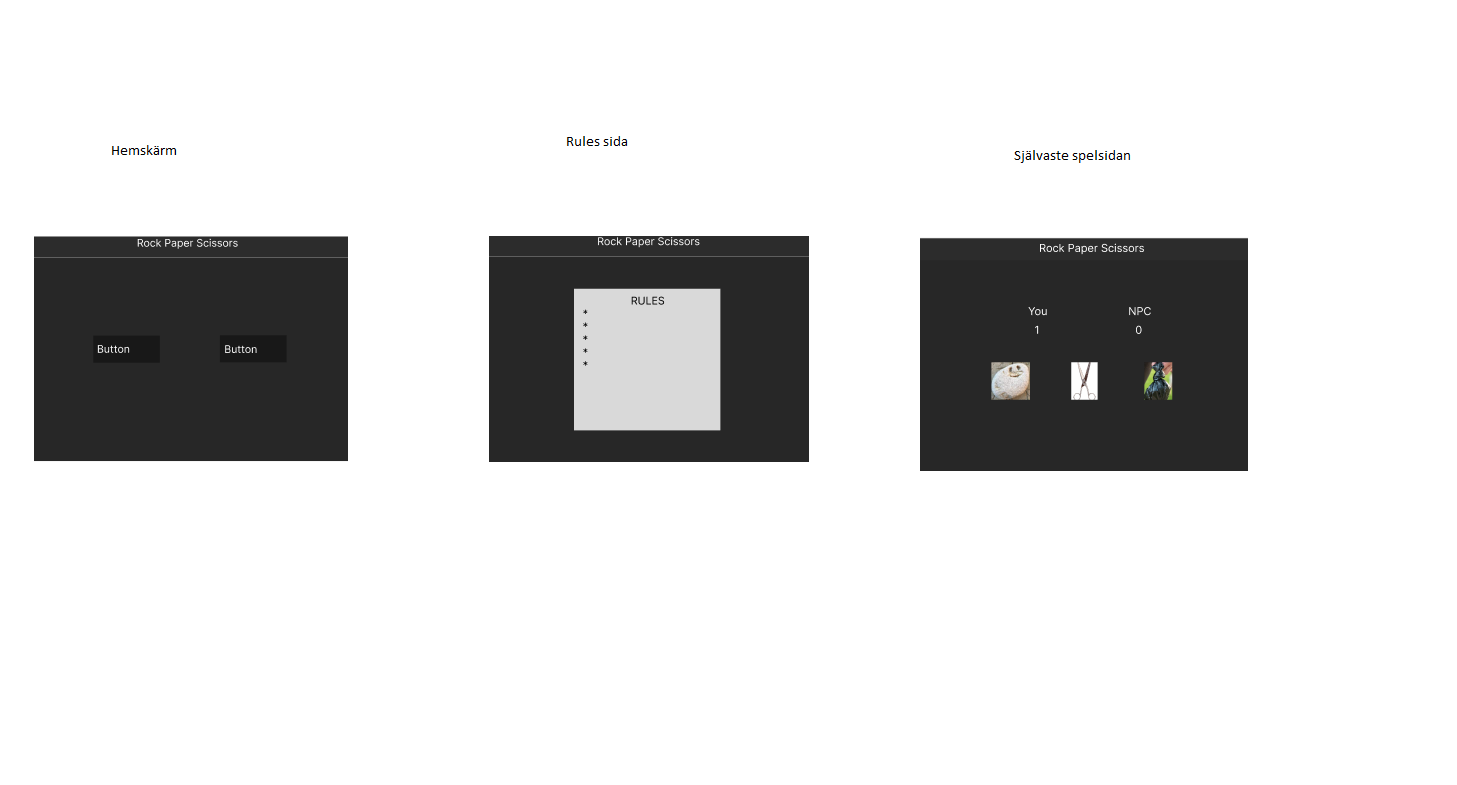 Hemskärm
Rules sida
Självaste spelsidan
Rock Paper Scissors
Button
Button
Rock Paper Scissors
RULES
*
*
*
*
*
Rock Paper Scissors
You
NPC
1
0